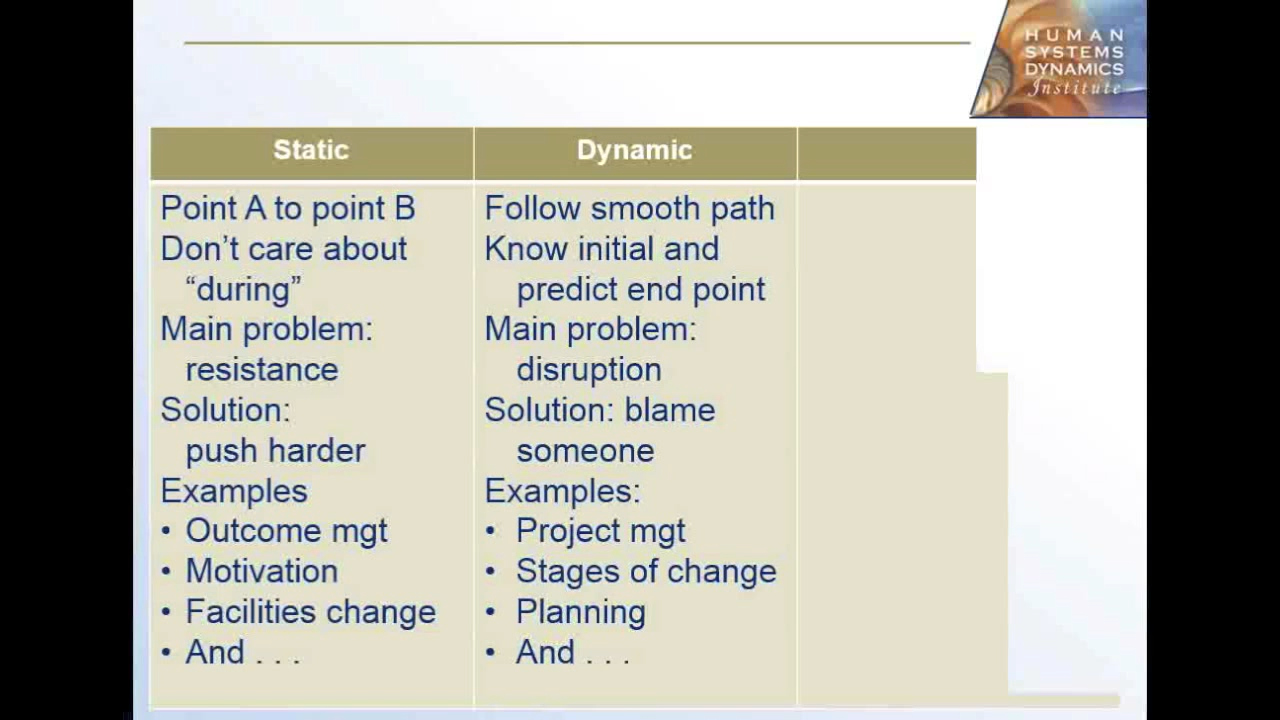 HUMAN
SYSTEMS
DYNAMICS
Institute
Static
Point A to point B
Don’t care about
“during”
Main problem:
resistance
Solution:
push harder
Examples
• Outcome mgt
• Motivation
• Facilities change
• And . . .
Dynamic
Follow smooth path
Know initial and
predict end point
Main problem:
disruption
Solution: blame
someone
Examples:
• Project mgt
• Stages of change
• Planning
• And . . .